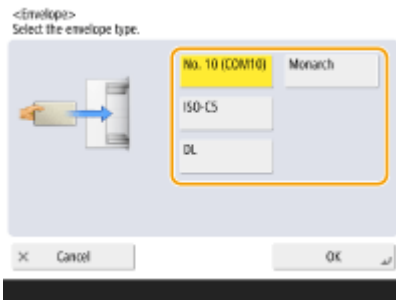 <Envelope>
Select the envelope type.
No. 10 (COM10)
Monarch
ISO-C5
DL
× Cancel
OK